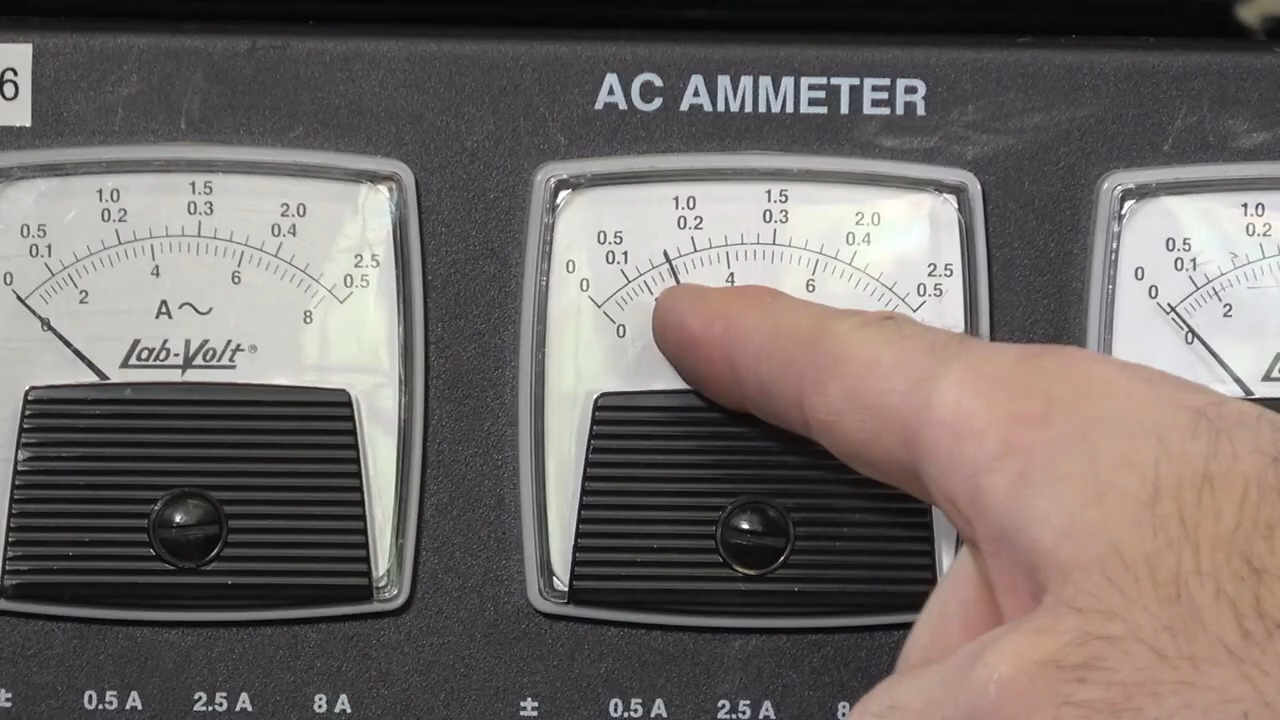 6
AC AMMETER
0.5 1.0 1.5 2.0 2.5
0 0.1 0.2 0.3 0.4 0.5
0 2 4 6 8
A～
Lab-Volt®
0 0.5 1.0 1.5 2.0 2.5
0 0.1 0.2 0.3 0.4 0.5
0 4 6
0 0.5 1.0
0 0.1 0.2
0 2
± 0.5 A 2.5 A 8 A
± 0.5 A 2.5 A 8